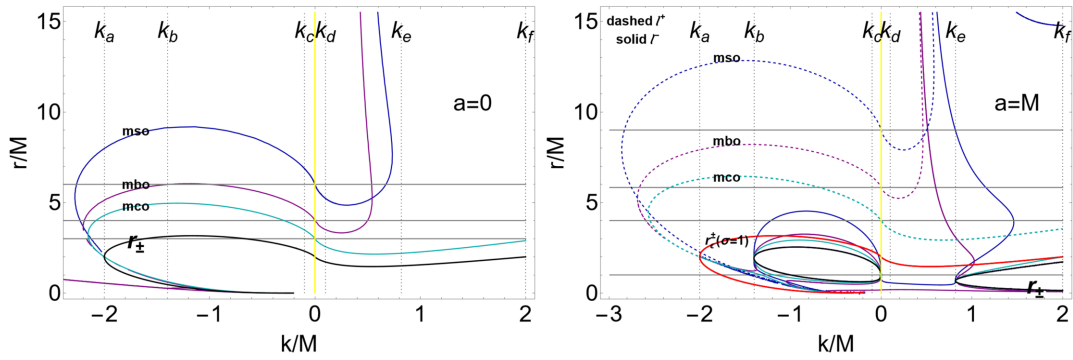 15
10
5
0
r/M
k_a
k_b
k_c
k_d
k_e
k_f
a=0
mso
mbo
mco
r_±
−2
−1
0
1
2
k/M
15
10
5
0
r/M
dashed l^+
solid l^-
k_a
k_b
k_c
k_d
k_e
k_f
mso
a=M
mbo
mco
r_ϵ^±(σ=1)
r_±
−3
−2
−1
0
1
2
k/M